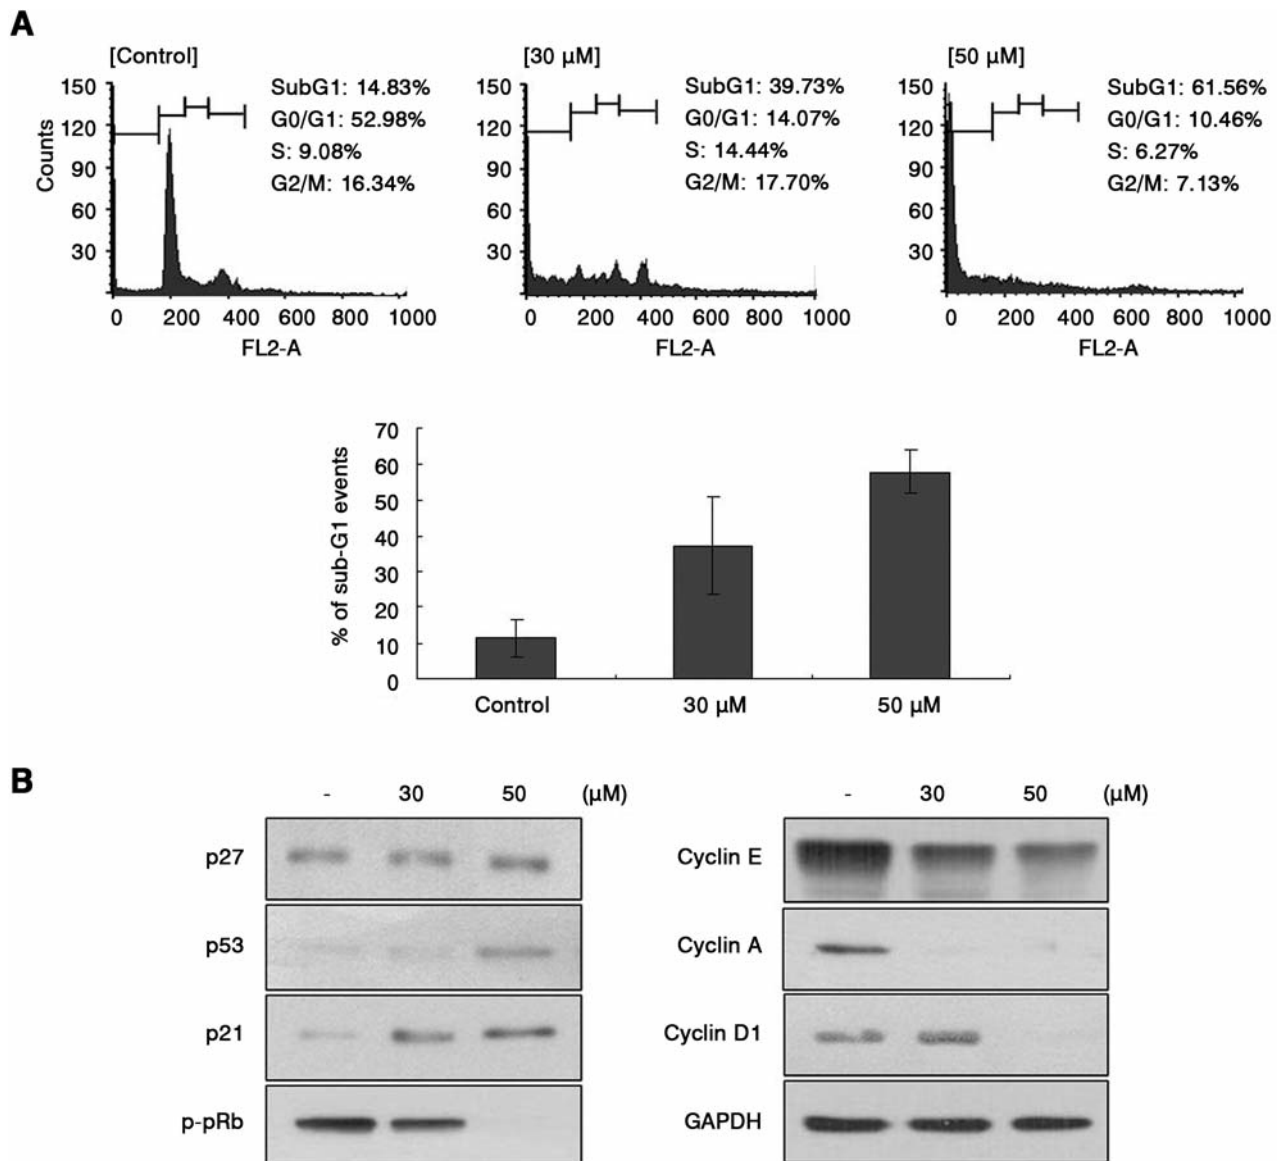 A
[Control]
SubG1: 14.83%
G0/G1: 52.98%
S: 9.08%
G2/M: 16.34%
Counts
150
120
90
60
30
0 200 400 600 800 1000
FL2-A
[30 µM]
SubG1: 39.73%
G0/G1: 14.07%
S: 14.44%
G2/M: 17.70%
150
120
90
60
30
0 200 400 600 800 1000
FL2-A
[50 µM]
SubG1: 61.56%
G0/G1: 10.46%
S: 6.27%
G2/M: 7.13%
150
120
90
60
30
0 200 400 600 800 1000
FL2-A
% of sub-G1 events
70
60
50
40
30
20
10
0
Control 30 µM 50 µM
B
- 30 50 (µM)
p27
p53
p21
p-pRb
- 30 50 (µM)
Cyclin E
Cyclin A
Cyclin D1
GAPDH